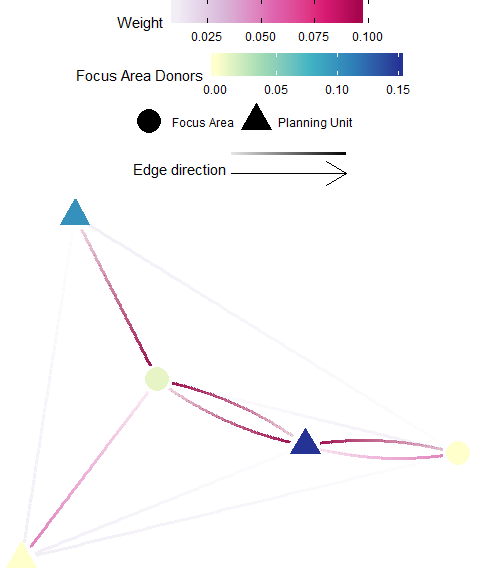 Weight
0.025 0.050 0.075 0.100
Focus Area Donors
0.00 0.05 0.10 0.15
Focus Area Planning Unit
Edge direction